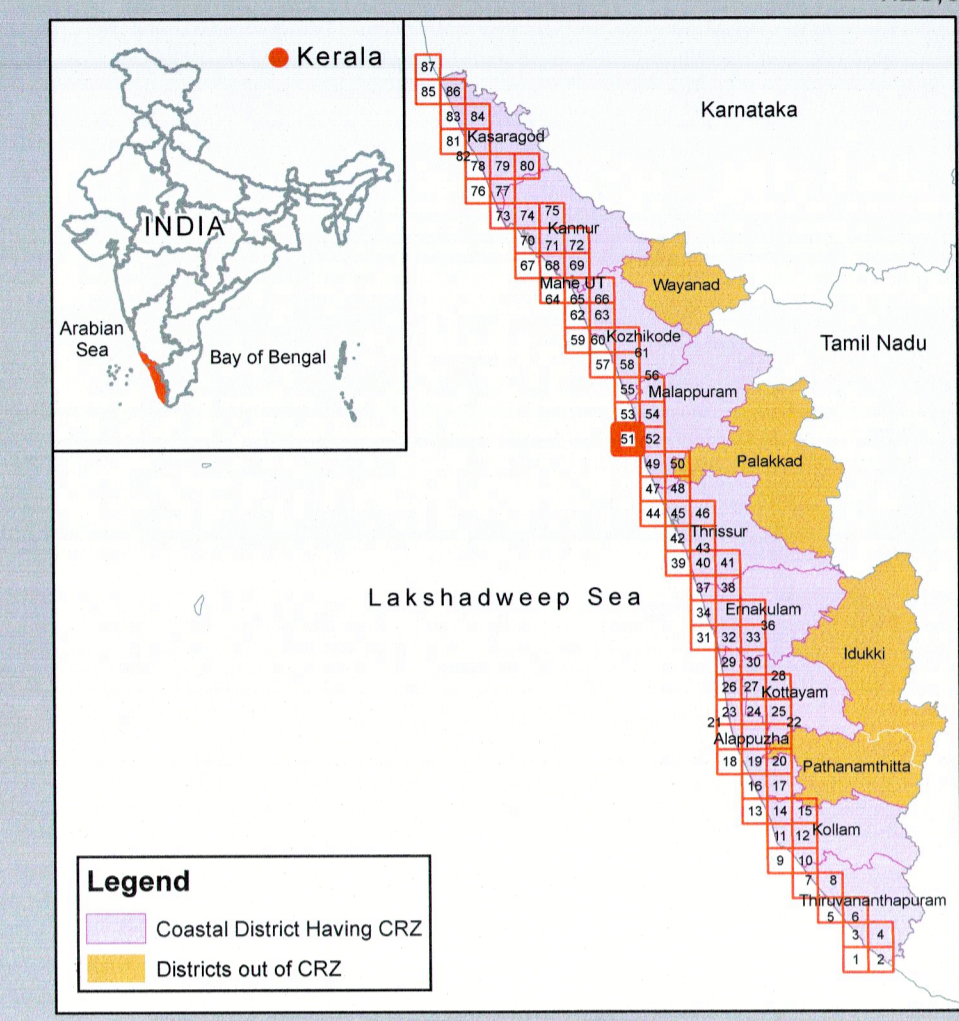 Kerala
INDIA
Arabian
Sea
Bay of Bengal
Karnataka
Tamil Nadu
87
85 86
83 84
81
Kasaragod
82
78 79 80
76 77
73 74 75
Kannur
70 71 72
67 68 69
Mahe UT
64 65 66
62 63
Wayanad
59 60
Kozhikode
61
57 58
56
55
Malappuram
53 54
51 52
49 50
Palakkad
47 48
44 45 46
Thrissur
42
43
39 40 41
37 38
Lakshadweep Sea
34
Ernakulam
36
31 32 33
Idukki
29 30
28
26 27
Kottayam
23 24 25
21
22
Alappuzha
18 19 20
Pathanamthitta
16 17
13 14 15
11 12
Kollam
9 10
7 8
Thiruvananthapuram
5 6
3 4
1 2
Legend
Coastal District Having CRZ
Districts out of CRZ